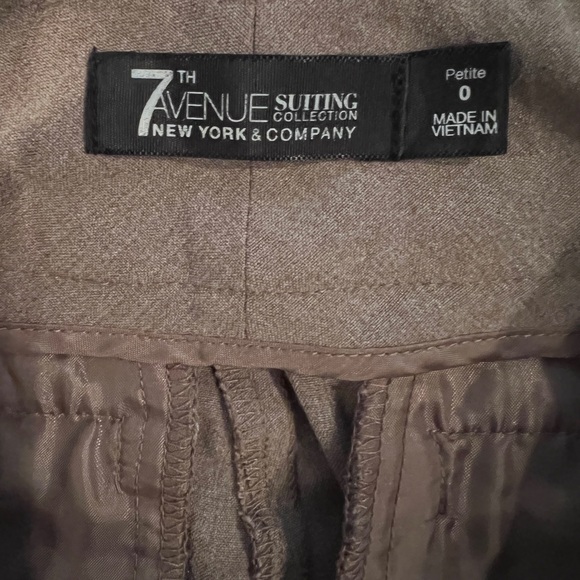 7TH AVENUE SUITING COLLECTION
NEW YORK & COMPANY
Petite
0
MADE IN
VIETNAM